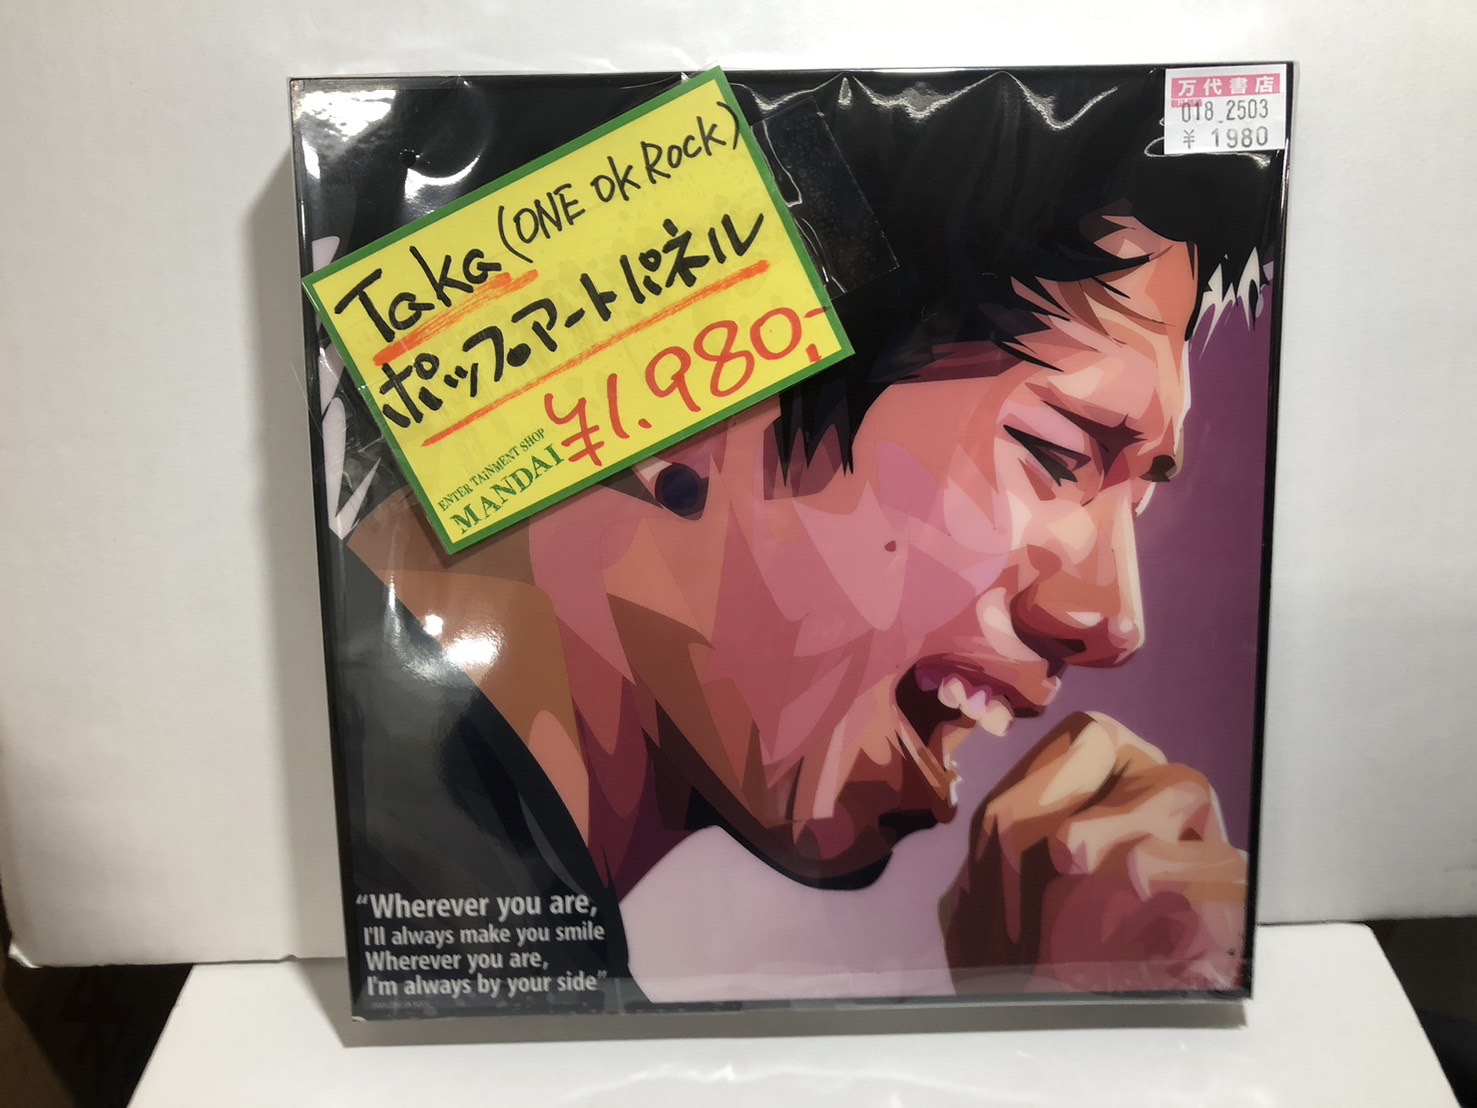 万代書店
018 2503
¥ 1980
Taka (ONE OK ROCK)
ポップアートパネル
¥1.980,-
ENTERTAiNMENT SHOP
MANDAI
“Wherever you are,
I'll always make you smile
Wherever you are,
I'm always by your side”